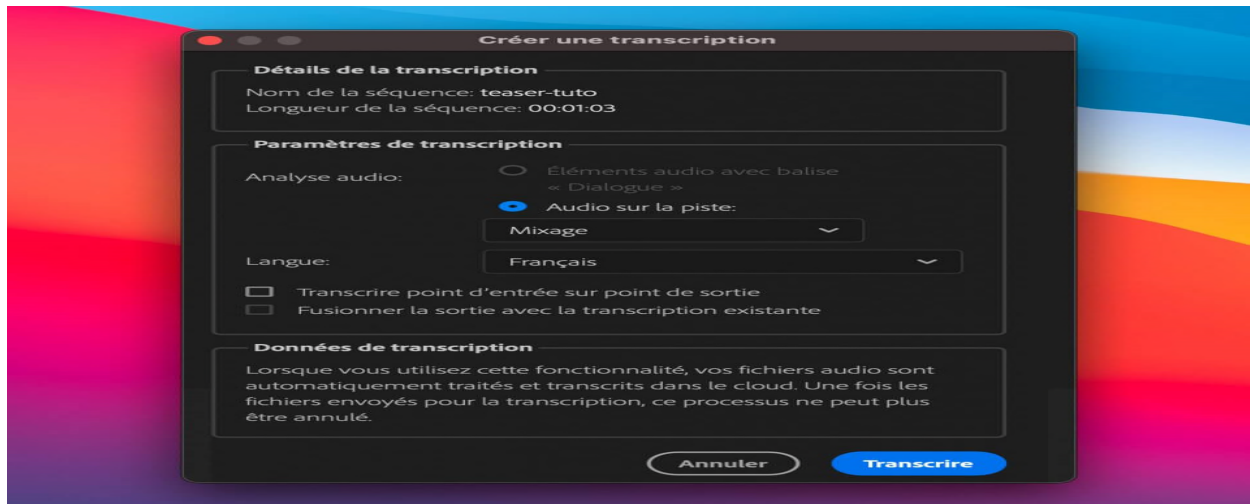 Créer une transcription
Détails de la transcription
Nom de la séquence: teaser-tuto
Longueur de la séquence: 00:01:03
Paramètres de transcription
Analyse audio:
Éléments audio avec balise
« Dialogue »
Audio sur la piste:
Mixage
Langue:
Français
Transcrire point d'entrée sur point de sortie
Fusionner la sortie avec la transcription existante
Données de transcription
Lorsque vous utilisez cette fonctionnalité, vos fichiers audio sont
automatiquement traités et transcrits dans le cloud. Une fois les
fichiers envoyés pour la transcription, ce processus ne peut plus
être annulé.
Annuler
Transcrire